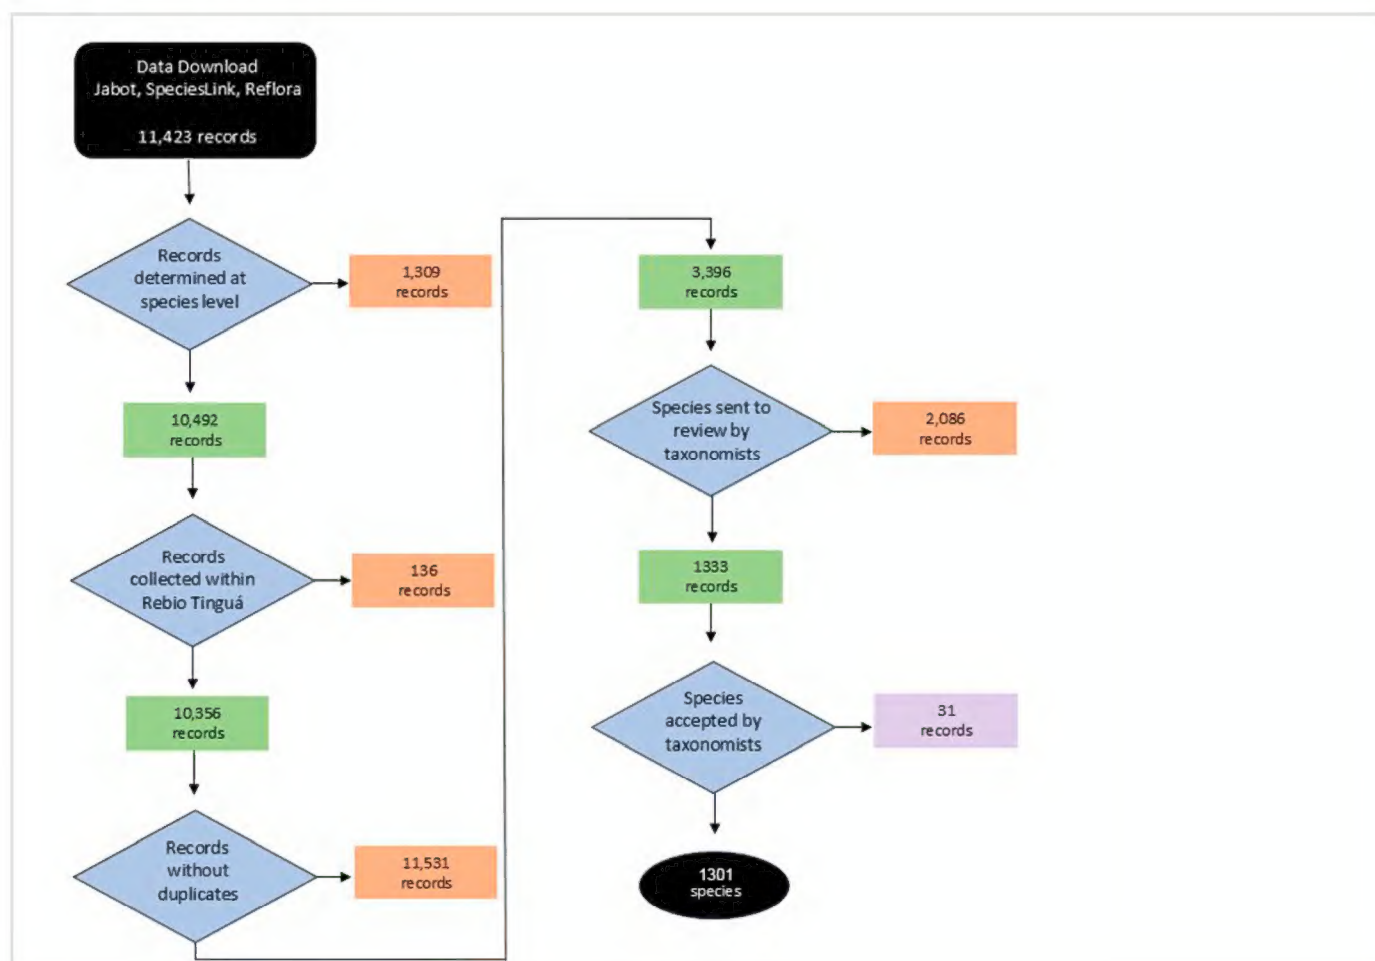 Data Download
Jabot, SpeciesLink, Reflora
11,423 records
Records
determined at
species level
1,309
records
10,492
records
Records
collected within
Rebio Tinguá
136
records
10,356
records
Records
without
duplicates
11,531
records
3,396
records
Species sent to
review by
taxonomists
2,086
records
1333
records
Species
accepted by
taxonomists
31
records
1301
species